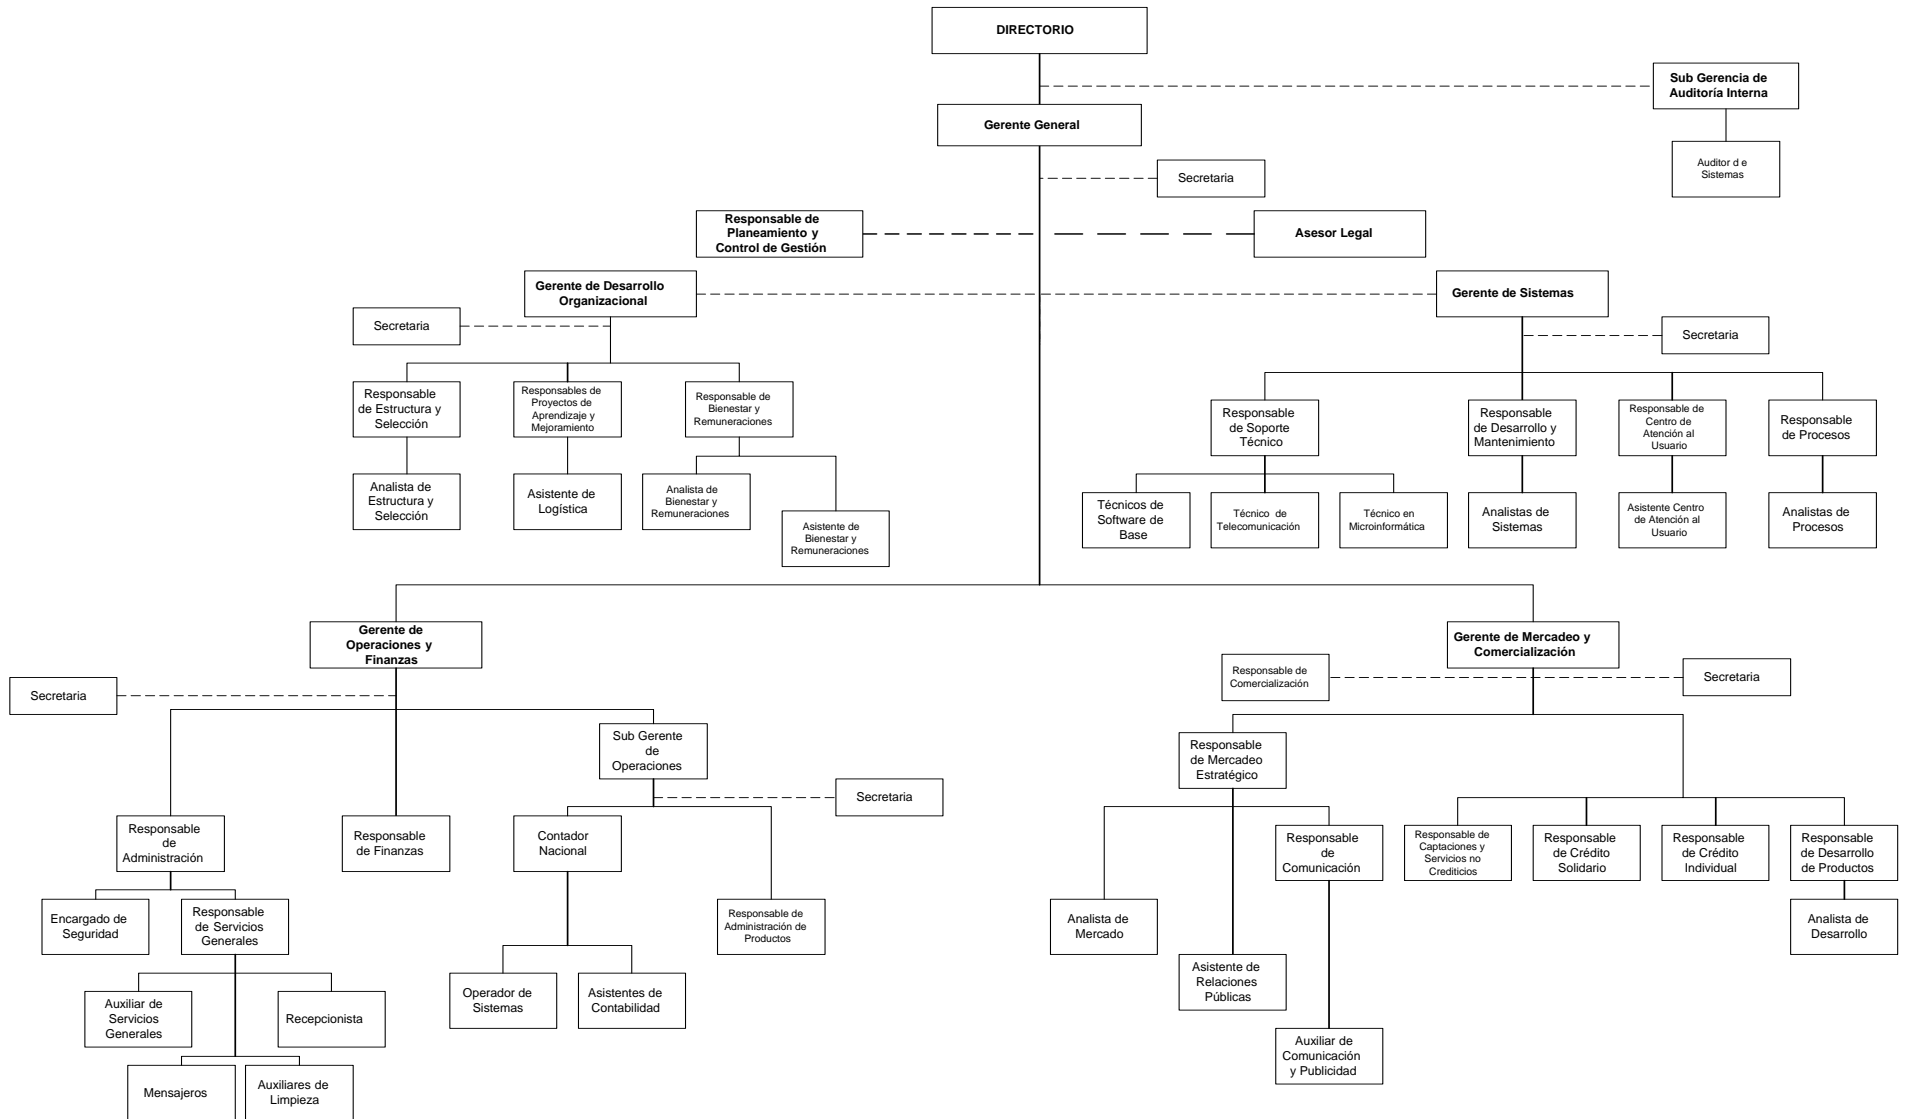 DIRECTORIO
Sub Gerencia de
Auditoría Interna
Gerente General
Auditor d e
Sistemas
Secretaria
Responsable de
Planeamiento y
Control de Gestión
Asesor Legal
Gerente de Desarrollo
Organizacional
Gerente de Sistemas
Secretaria
Secretaria
Responsable
de Estructura y
Selección
Responsables de
Proyectos de
Aprendizaje y
Mejoramiento
Responsable de
Bienestar y
Remuneraciones
Responsable
de Soporte
Técnico
Responsable
de Desarrollo y
Mantenimiento
Responsable de
Centro de
Atención al
Usuario
Responsable
de Procesos
Analista de
Estructura y
Selección
Asistente de
Logística
Analista de
Bienestar y
Remuneraciones
Asistente de
Bienestar y
Remuneraciones
Técnicos de
Software de
Base
Técnico de
Telecomunicación
Técnico en
Microinformática
Analistas de
Sistemas
Asistente Centro
de Atención al
Usuario
Analistas de
Procesos
Gerente de
Operaciones y
Finanzas
Gerente de Mercadeo y
Comercialización
Secretaria
Responsable de
Comercialización
Secretaria
Sub Gerente
de
Operaciones
Responsable
de Mercadeo
Estratégico
Secretaria
Responsable
de
Administración
Responsable
de Finanzas
Contador
Nacional
Responsable
de
Comunicación
Responsable de
Captaciones y
Servicios no
Crediticios
Responsable
de Crédito
Solidario
Responsable
de Crédito
Individual
Responsable
de Desarrollo
de Productos
Encargado de
Seguridad
Responsable
de Servicios
Generales
Responsable de
Administración de
Productos
Analista de
Mercado
Analista de
Desarrollo
Auxiliar de
Servicios
Generales
Recepcionista
Operador de
Sistemas
Asistentes de
Contabilidad
Asistente de
Relaciones
Públicas
Auxiliar de
Comunicación
y Publicidad
Mensajeros
Auxiliares de
Limpieza